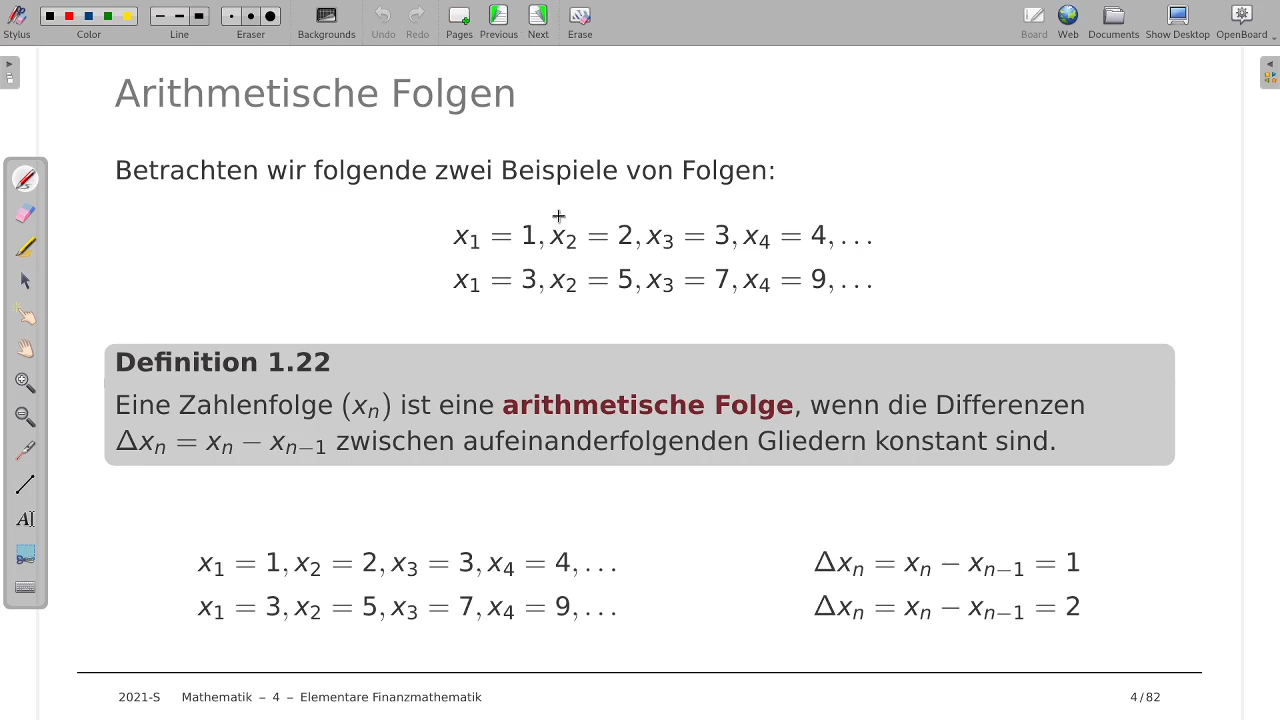 Stylus Color Line Eraser Backgrounds Undo Redo Pages Previous Next Erase Board Web Documents Show Desktop OpenBoard
Arithmetische Folgen
Betrachten wir folgende zwei Beispiele von Folgen:
x₁ = 1, x₂ = 2, x₃ = 3, x₄ = 4, . . .
x₁ = 3, x₂ = 5, x₃ = 7, x₄ = 9, . . .
Definition 1.22
Eine Zahlenfolge (xₙ) ist eine arithmetische Folge, wenn die Differenzen
Δxₙ = xₙ − xₙ₋₁ zwischen aufeinanderfolgenden Gliedern konstant sind.
x₁ = 1, x₂ = 2, x₃ = 3, x₄ = 4, . . . Δxₙ = xₙ − xₙ₋₁ = 1
x₁ = 3, x₂ = 5, x₃ = 7, x₄ = 9, . . . Δxₙ = xₙ − xₙ₋₁ = 2
2021-S Mathematik – 4 – Elementare Finanzmathematik 4 / 82